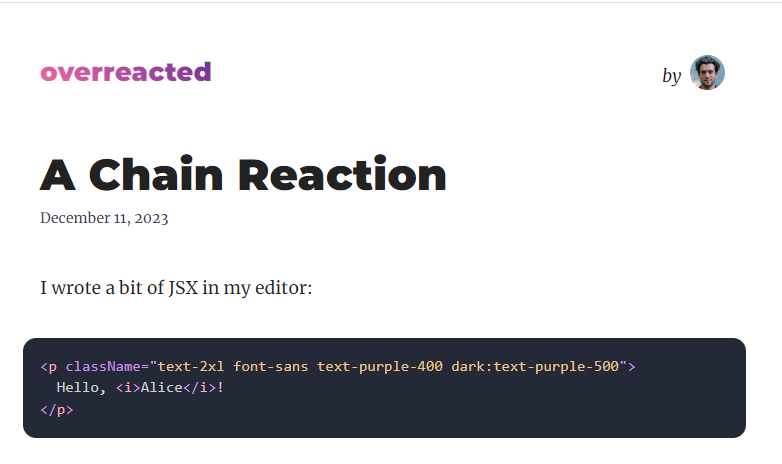 overreacted
by
A Chain Reaction
December 11, 2023
I wrote a bit of JSX in my editor:
<p className="text-2xl font-sans text-purple-400 dark:text-purple-500">
  Hello, <i>Alice</i>!
</p>